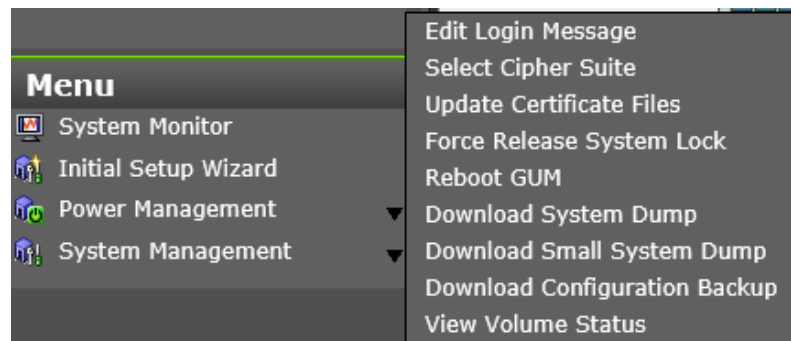 Menu
System Monitor
Initial Setup Wizard
Power Management
System Management
Edit Login Message
Select Cipher Suite
Update Certificate Files
Force Release System Lock
Reboot GUM
Download System Dump
Download Small System Dump
Download Configuration Backup
View Volume Status